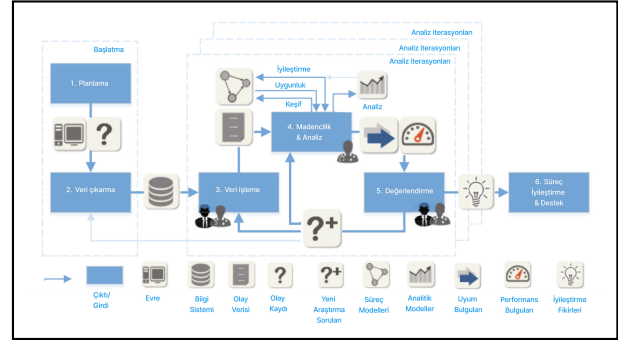 Analiz iterasyonları
Analiz iterasyonları
Analiz iterasyonları
Başlatma
1. Planlama
?
2. Veri çıkarma
3. Veri işleme
İyileştirme
Uygunluk
Keşif
Analiz
4. Madencilik
& Analiz
5. Değerlendirme
?+
6. Süreç
İyileştirme
& Destek
?
?+
Çıktı/
Girdi
Evre
Bilgi
Sistemi
Olay
Verisi
Olay
Kaydı
Yeni
Araştırma
Soruları
Süreç
Modelleri
Analitik
Modeller
Uyum
Bulguları
Performans
Bulguları
İyileştirme
Fikirleri